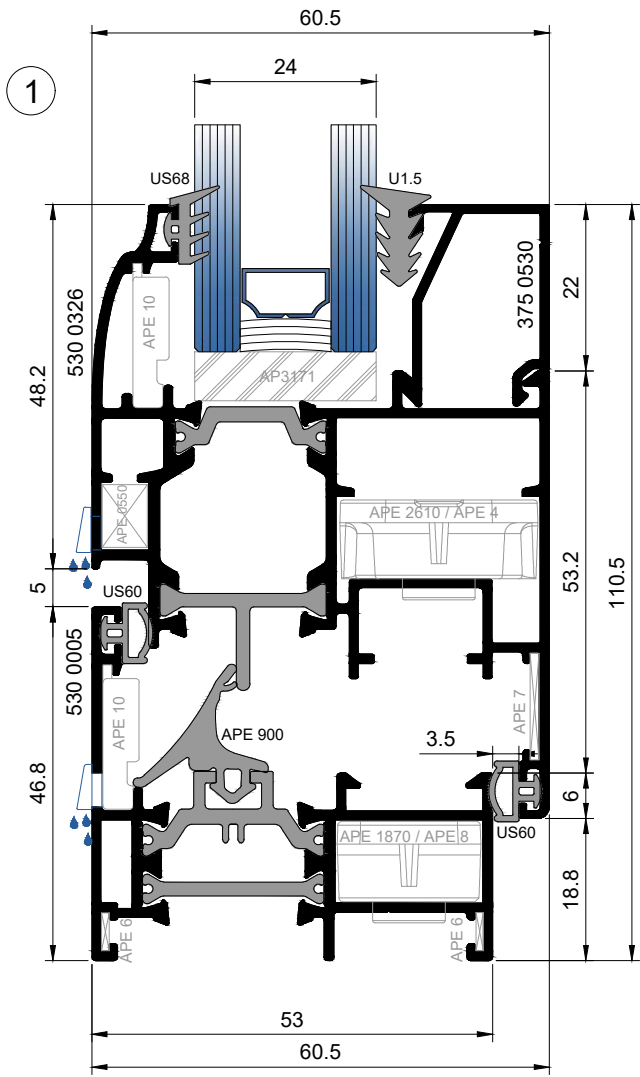 60.5
1
24
US68
U1.5
530 0326
APE 10
375 0530
22
48.2
AP3171
APE 0550
APE 2610 / APE 4
53.2
110.5
5
US60
530 0005
APE 10
APE 900
APE 7
3.5
46.8
6
APE 1870 / APE 8
US60
18.8
APE 6
APE 6
53
60.5